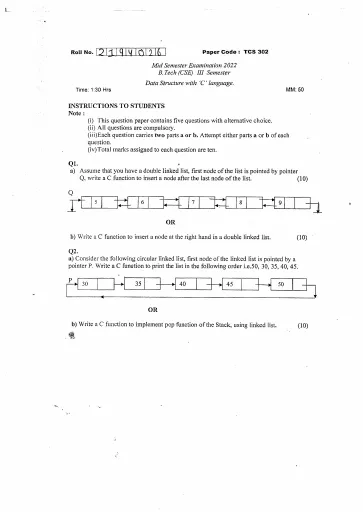 Roll No. 2194026 Paper Code : TCS 302
Mid Semester Examination 2022
B.Tech (CSE) III Semester
Data Structure with 'C' language.
Time: 1:30 Hrs MM: 50
INSTRUCTIONS TO STUDENTS
Note :
(i) This question paper contains five questions with alternative choice.
(ii) All questions are compulsory.
(iii)Each question carries two parts a or b. Attempt either parts a or b of each
question.
(iv)Total marks assigned to each question are ten.
Q1.
a) Assume that you have a double linked list, first node of the list is pointed by pointer
Q, write a C function to insert a node after the last node of the list. (10)
Q
5 6 7 8 9
OR
b) Write a C function to insert a node at the right hand in a double linked list. (10)
Q2.
a) Consider the following circular linked list, first node of the linked list is pointed by a
pointer P. Write a C function to print the list in the following order i.e.50, 30, 35, 40, 45.
P
30 35 40 45 50
OR
b) Write a C function to implement pop function of the Stack, using linked list. (10)